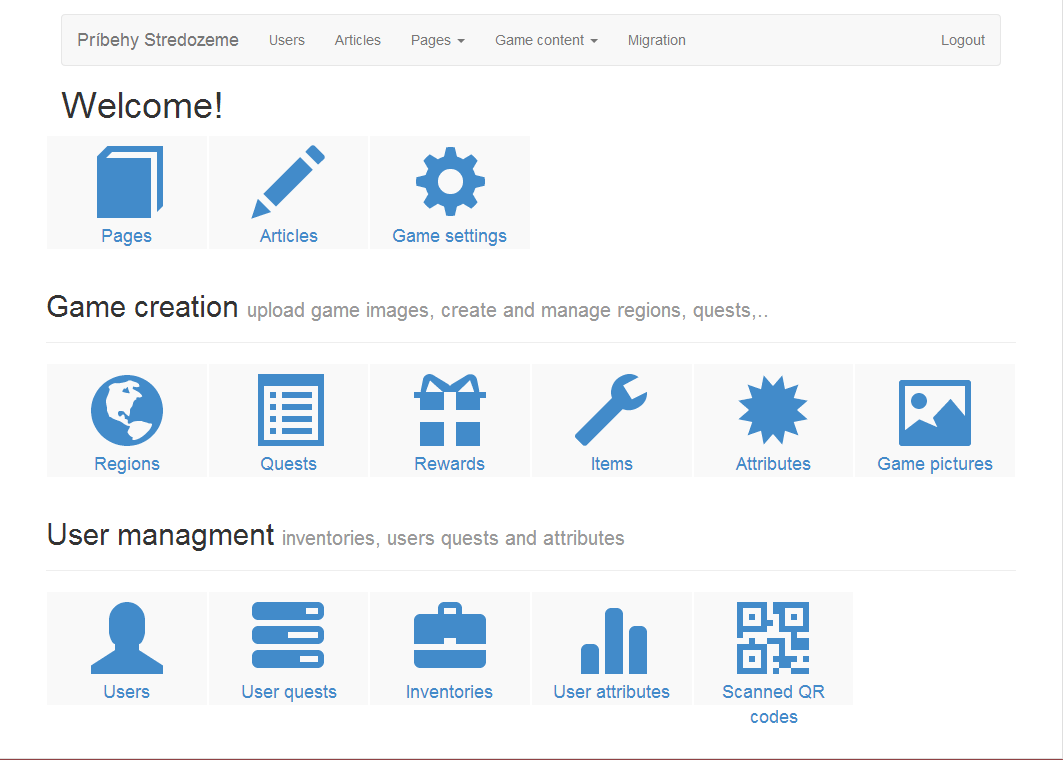 Príbehy Stredozeme Users Articles Pages Game content Migration Logout
Welcome!
Pages Articles Game settings
Game creation upload game images, create and manage regions, quests,..
Regions Quests Rewards Items Attributes Game pictures
User managment inventories, users quests and attributes
Users User quests Inventories User attributes Scanned QR
codes